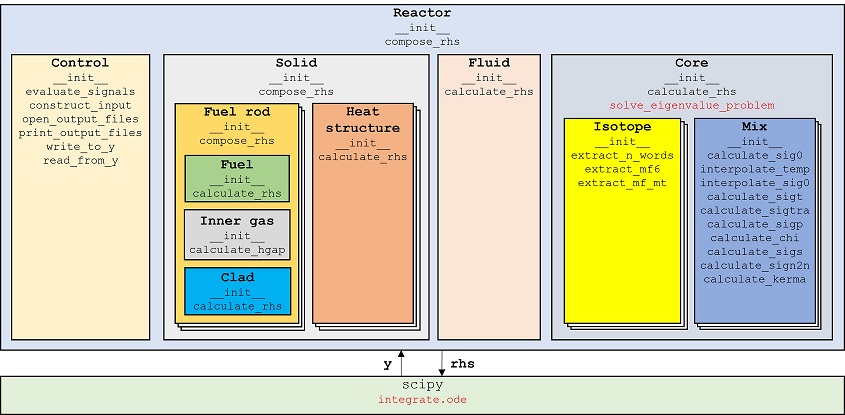 Reactor
__init__
compose_rhs
Control
__init__
evaluate_signals
construct_input
open_output_files
print_output_files
write_to_y
read_from_y
Solid
__init__
compose_rhs
Fuel rod
__init__
compose_rhs
Fuel
__init__
calculate_rhs
Inner gas
__init__
calculate_hgap
Clad
__init__
calculate_rhs
Heat
structure
__init__
calculate_rhs
Fluid
__init__
calculate_rhs
Core
__init__
calculate_rhs
solve_eigenvalue_problem
Isotope
__init__
extract_n_words
extract_mf6
extract_mf_mt
Mix
__init__
calculate_sig0
interpolate_temp
interpolate_sig0
calculate_sigt
calculate_sigtra
calculate_sigp
calculate_chi
calculate_sigs
calculate_sign2n
calculate_kerma
y
rhs
scipy
integrate.ode